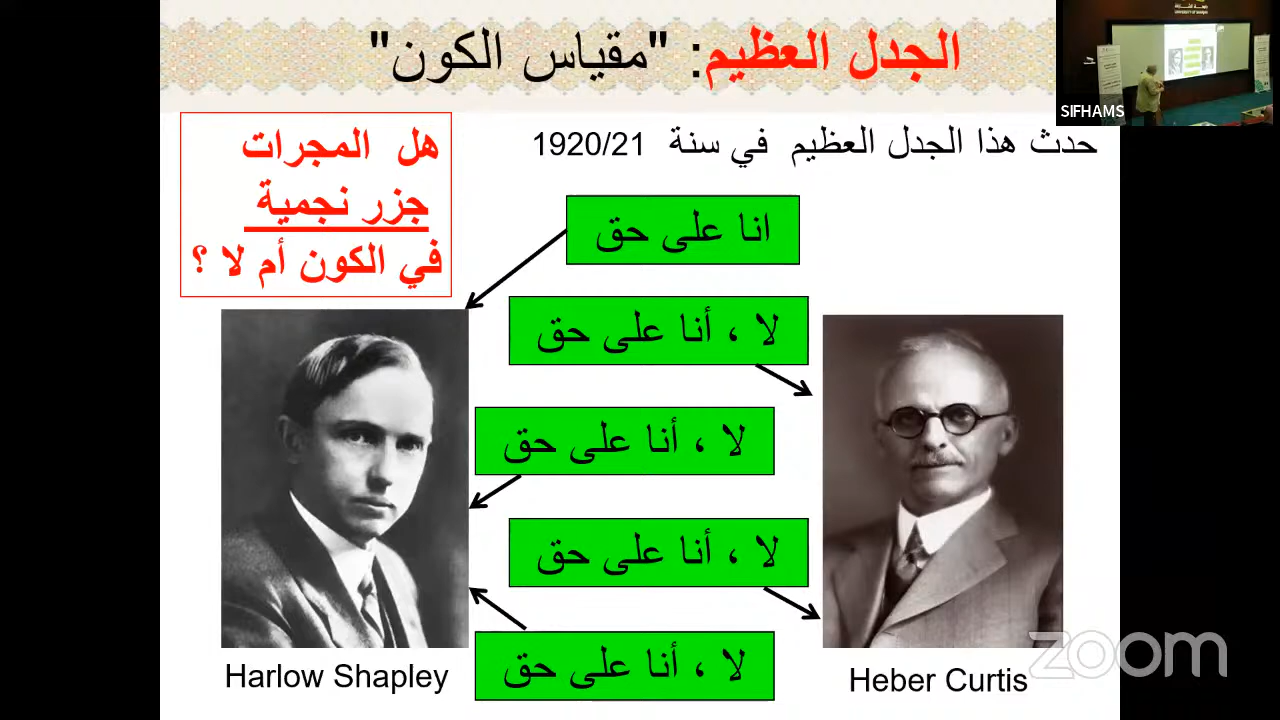 الجدل العظيم: "مقياس الكون"
SIFHAMS
حدث هذا الجدل العظيم في سنة 1920/21
هل المجرات
جزر نجمية
في الكون أم لا ؟
انا على حق
لا ، أنا على حق
لا ، أنا على حق
لا ، أنا على حق
لا ، أنا على حق
Harlow Shapley
Heber Curtis
zoom